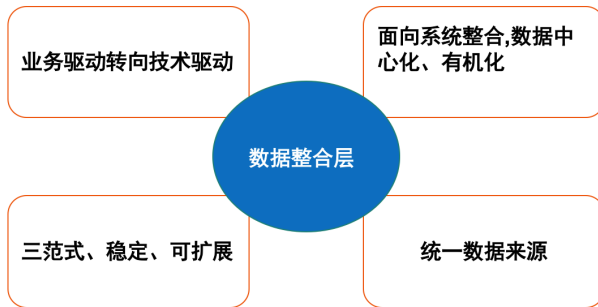 业务驱动转向技术驱动
面向系统整合,数据中
心化、有机化
数据整合层
三范式、稳定、可扩展
统一数据来源